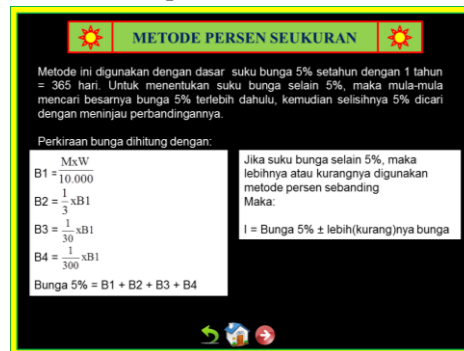 METODE PERSEN SEUKURAN
Metode ini digunakan dengan dasar suku bunga 5% setahun dengan 1 tahun
= 365 hari. Untuk menentukan suku bunga selain 5%, maka mula-mula
mencari besarnya bunga 5% terlebih dahulu, kemudian selisihnya 5% dicari
dengan meninjau perbandingannya.
Perkiraan bunga dihitung dengan:
B1 = MxW/10.000
B2 = 1/3 xB1
B3 = 1/30 xB1
B4 = 1/300 xB1
Bunga 5% = B1 + B2 + B3 + B4
Jika suku bunga selain 5%, maka
lebihnya atau kurangnya digunakan
metode persen sebanding
Maka:
I = Bunga 5% ± lebih(kurang)nya bunga